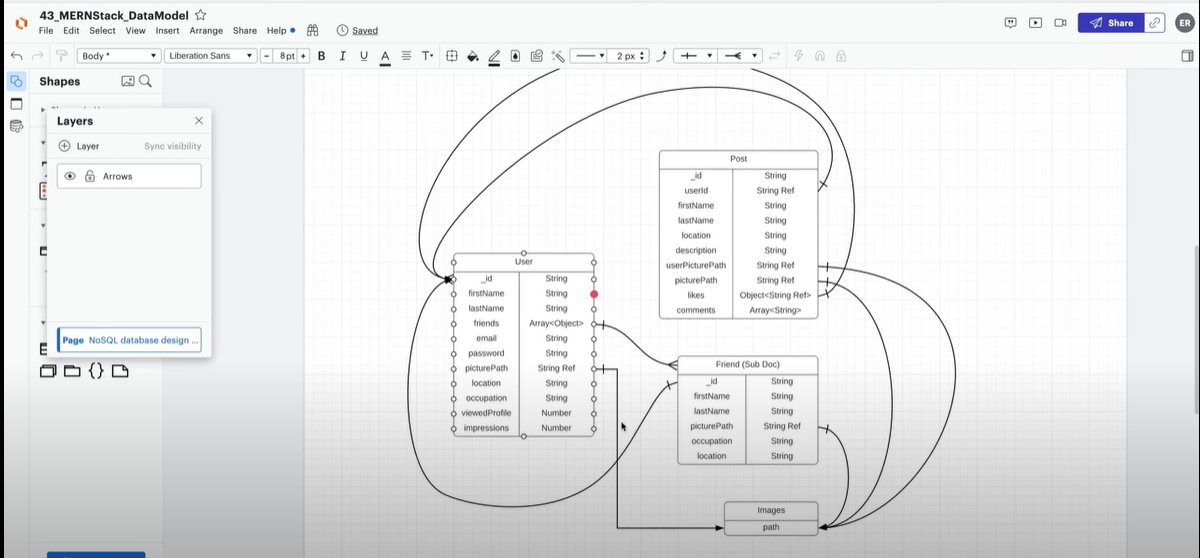 43_MERNStack_DataModel
File Edit Select View Insert Arrange Share Help Saved
Share
ER
Body * Liberation Sans - 8 pt + B I U A T 2 px
Shapes
Layers
Layer Sync visibility
Arrows
Page NoSQL database design ...
Post
_id String
userId String Ref
firstName String
lastName String
location String
description String
userPicturePath String Ref
picturePath String Ref
likes Object<String Ref>
comments Array<String>
User
_id String
firstName String
lastName String
friends Array<Object>
email String
password String
picturePath String Ref
location String
occupation String
viewedProfile Number
impressions Number
Friend (Sub Doc)
_id String
firstName String
lastName String
picturePath String Ref
occupation String
location String
Images
path